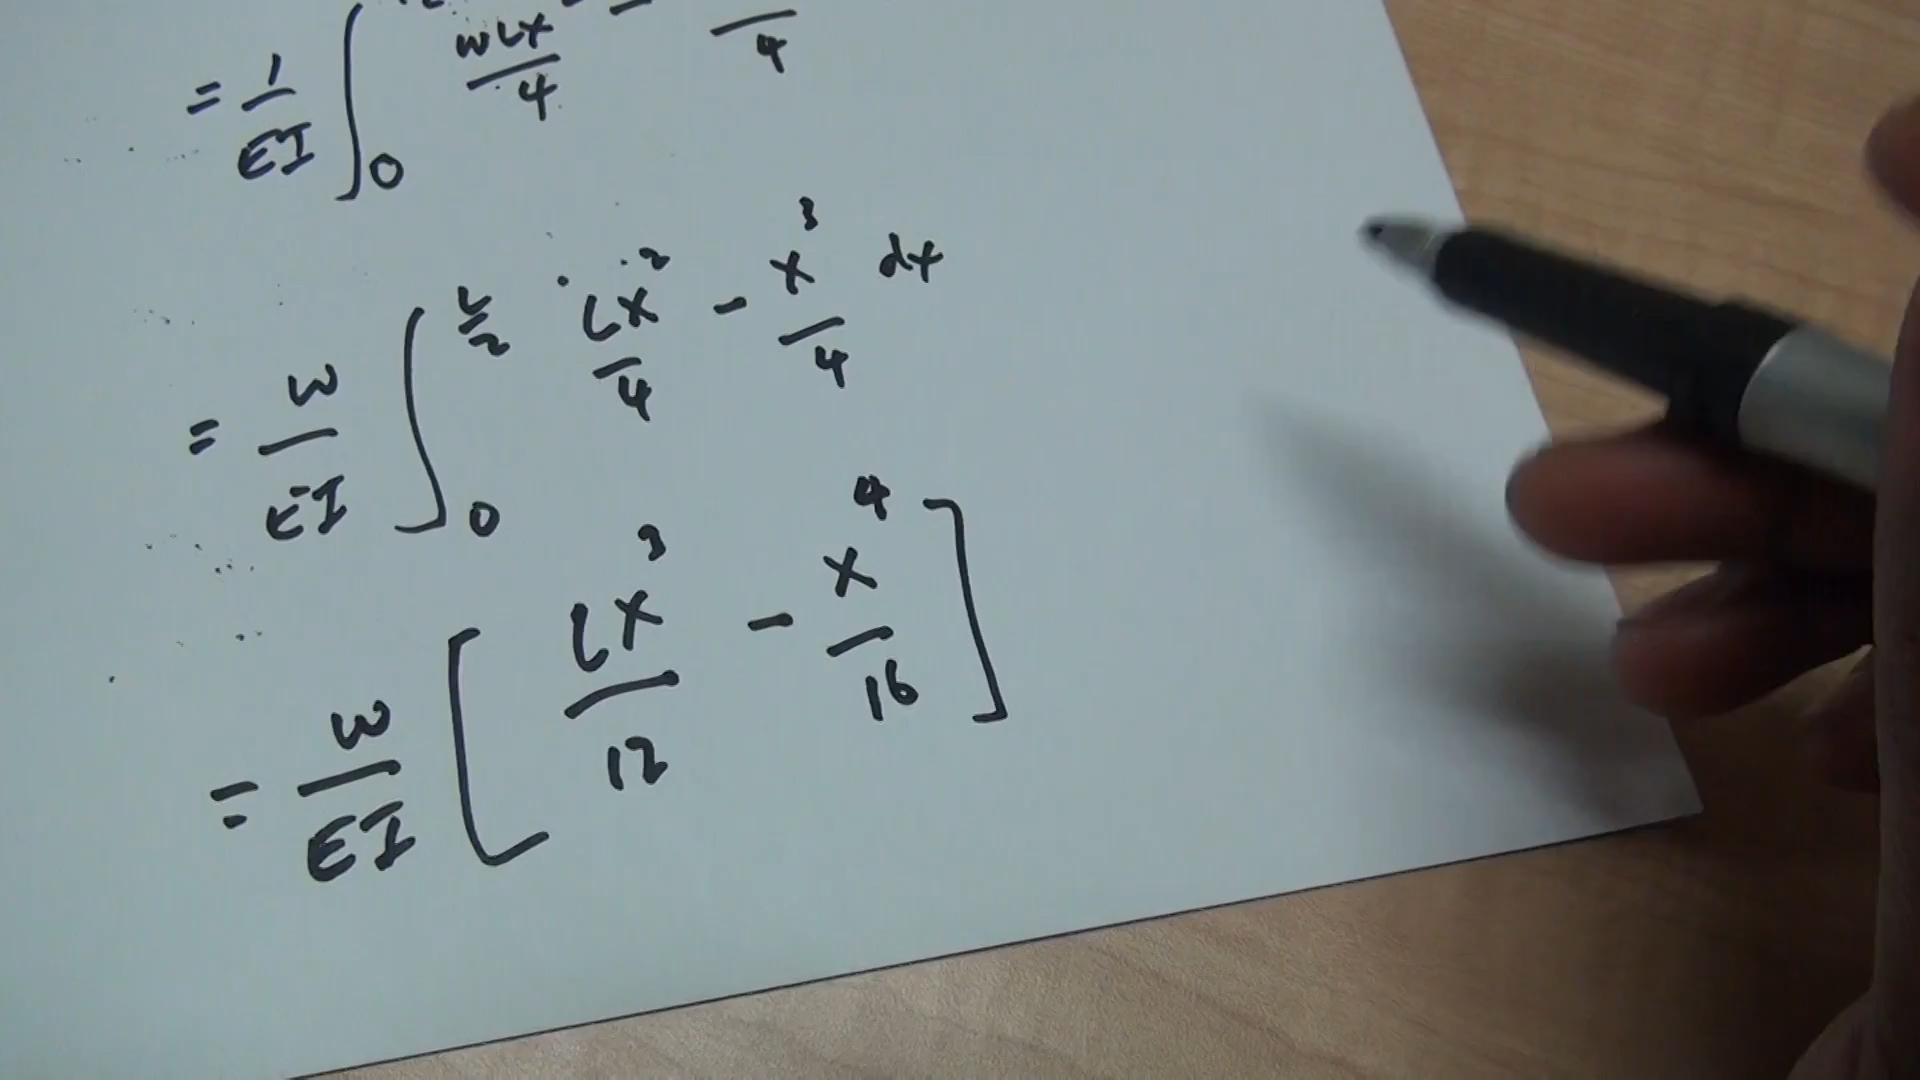 = 1/EI ∫₀ wLx/4 - /4
= w/EI ∫₀^(L/2) Lx²/4 - x³/4 dx
= w/EI [ Lx³/12 - x⁴/16 ]